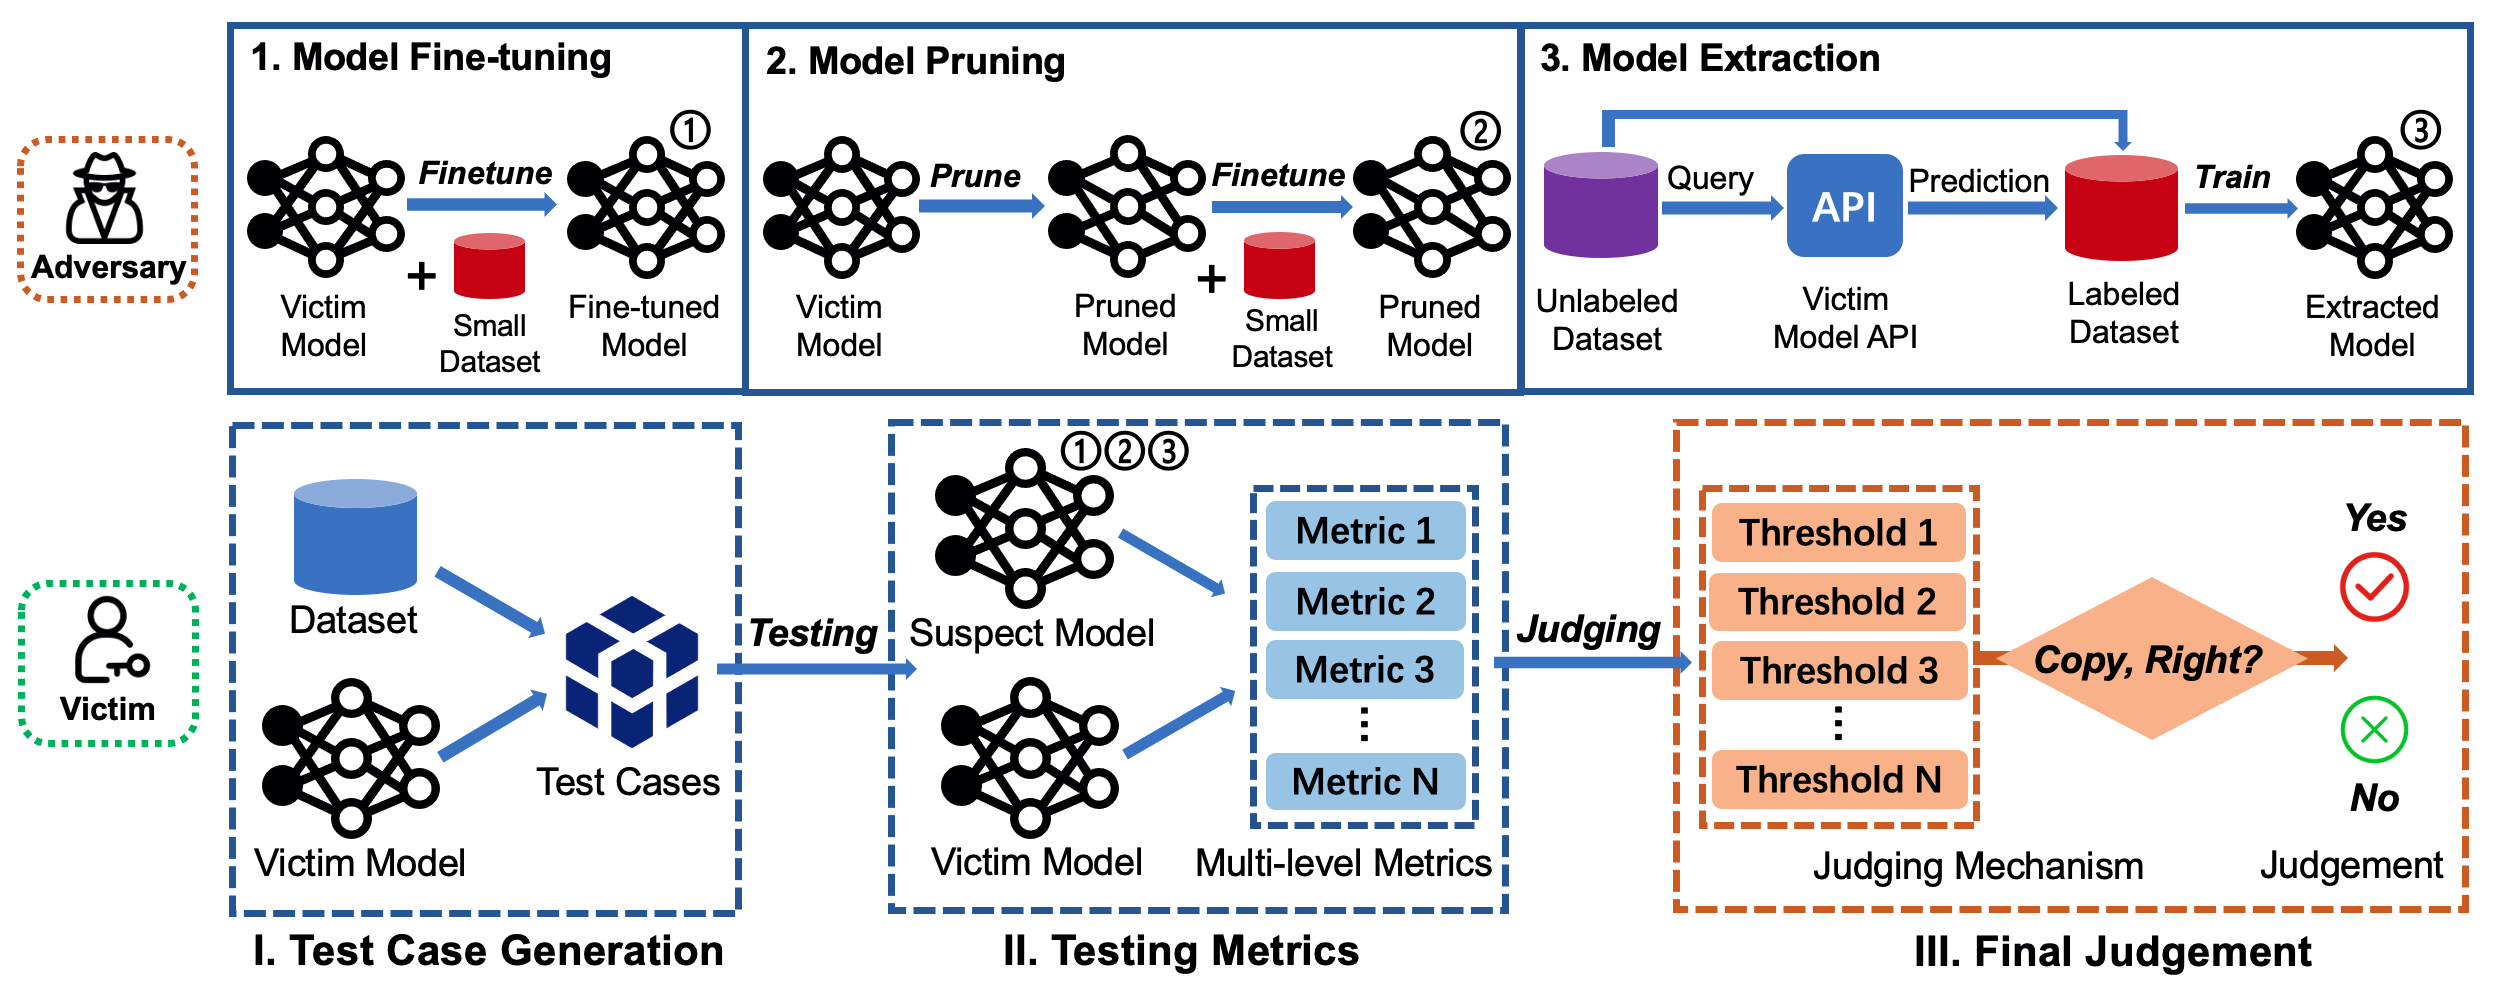 1. Model Fine-tuning
2. Model Pruning
3. Model Extraction
Adversary
①
Finetune
Victim
Model
+
Small
Dataset
Fine-tuned
Model
②
Prune
Finetune
Victim
Model
Pruned
Model
+
Small
Dataset
Pruned
Model
③
Query
API
Prediction
Train
Unlabeled
Dataset
Victim
Model API
Labeled
Dataset
Extracted
Model
Victim
Dataset
Victim Model
Test Cases
Testing
①②③
Suspect Model
Victim Model
Metric 1
Metric 2
Metric 3
⋮
Metric N
Multi-level Metrics
Judging
Threshold 1
Threshold 2
Threshold 3
⋮
Threshold N
Judging Mechanism
Copy, Right?
Yes
No
Judgement
I. Test Case Generation
II. Testing Metrics
III. Final Judgement